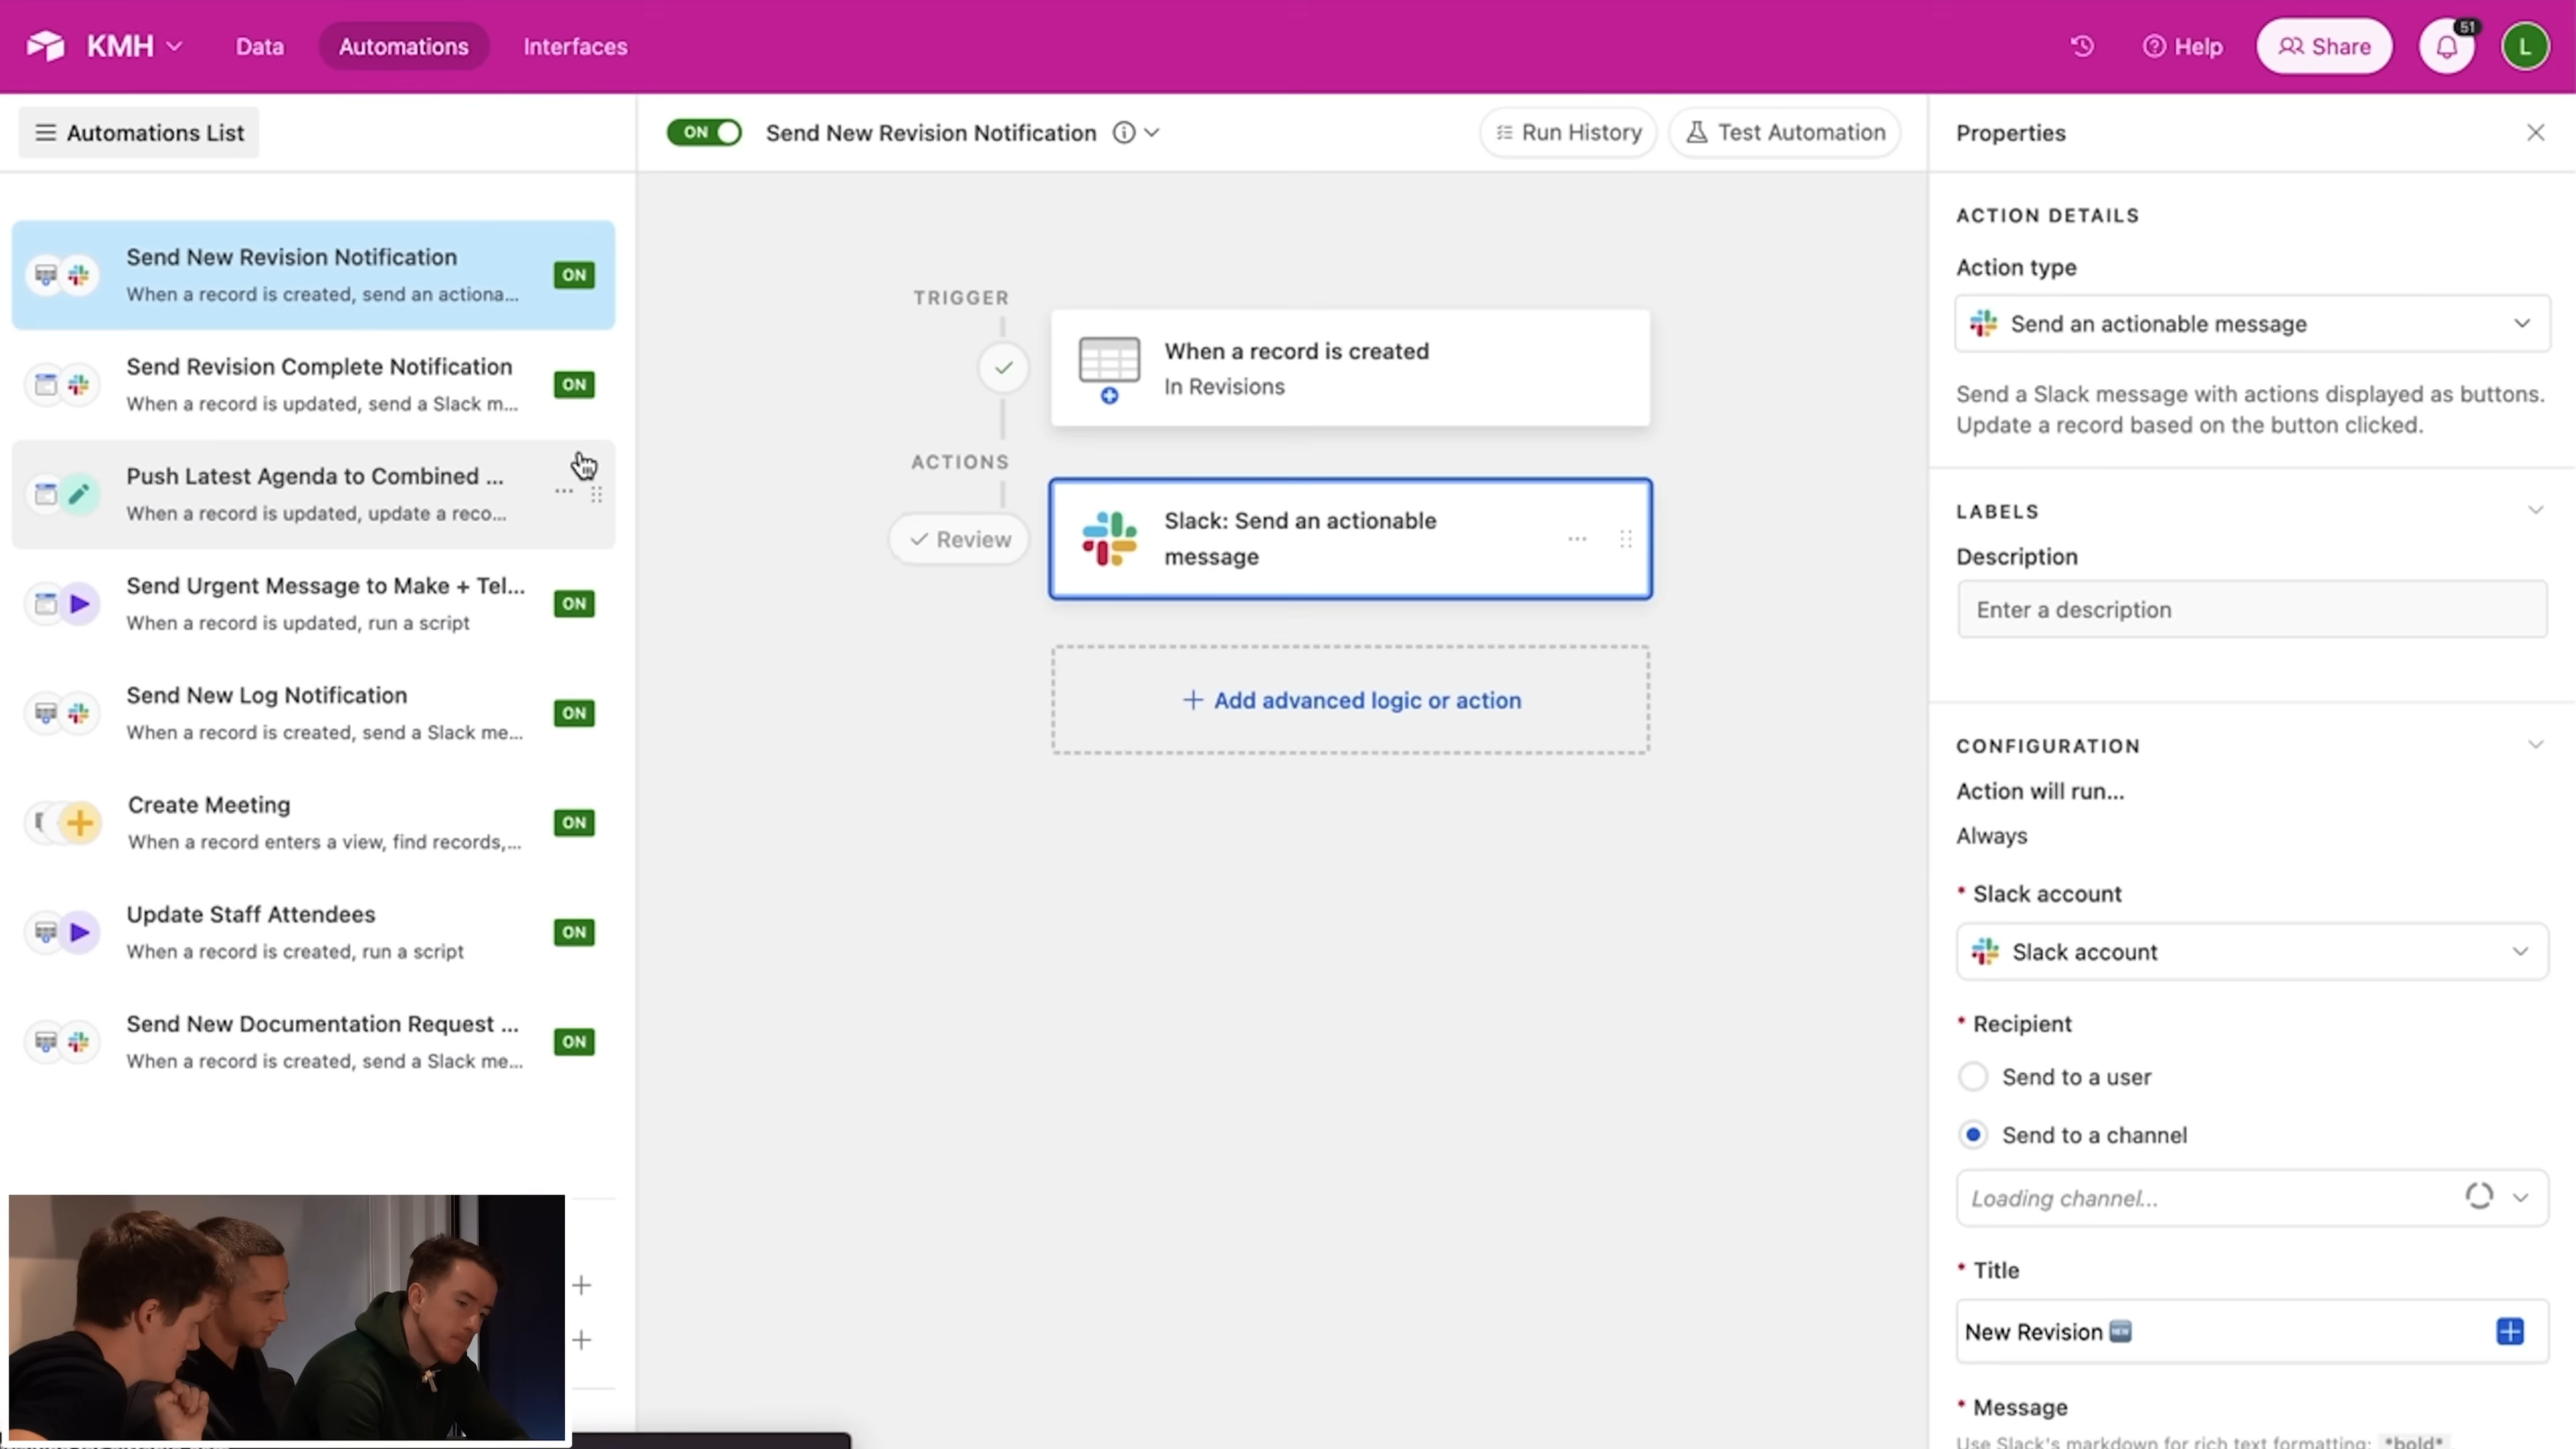 KMH
Data
Automations
Interfaces
Help
Share
51
L
Automations List
ON
Send New Revision Notification
Run History
Test Automation
Properties
Send New Revision Notification
When a record is created, send an actiona...
ON
Send Revision Complete Notification
When a record is updated, send a Slack m...
ON
Push Latest Agenda to Combined ...
When a record is updated, update a reco...
Send Urgent Message to Make + Tel...
When a record is updated, run a script
ON
Send New Log Notification
When a record is created, send a Slack me...
ON
Create Meeting
When a record enters a view, find records,...
ON
Update Staff Attendees
When a record is created, run a script
ON
Send New Documentation Request ...
When a record is created, send a Slack me...
ON
TRIGGER
When a record is created
In Revisions
ACTIONS
Review
Slack: Send an actionable
message
+ Add advanced logic or action
ACTION DETAILS
Action type
Send an actionable message
Send a Slack message with actions displayed as buttons.
Update a record based on the button clicked.
LABELS
Description
Enter a description
CONFIGURATION
Action will run...
Always
* Slack account
Slack account
* Recipient
Send to a user
Send to a channel
Loading channel...
* Title
New Revision 🆕
* Message
Use Slack's markdown for rich text formatting: *bold*